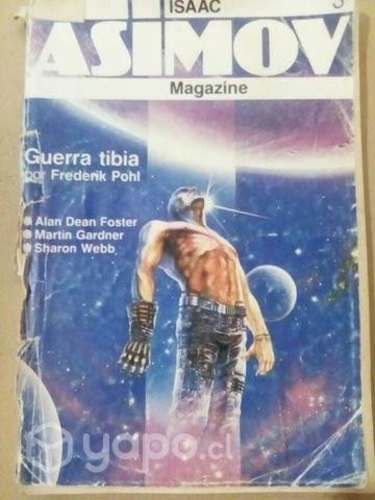 ISAAC
ASIMOV
Magazine
Guerra tibia
por Frederik Pohl
Alan Dean Foster
Martin Gardner
Sharon Webb
yapo.cl